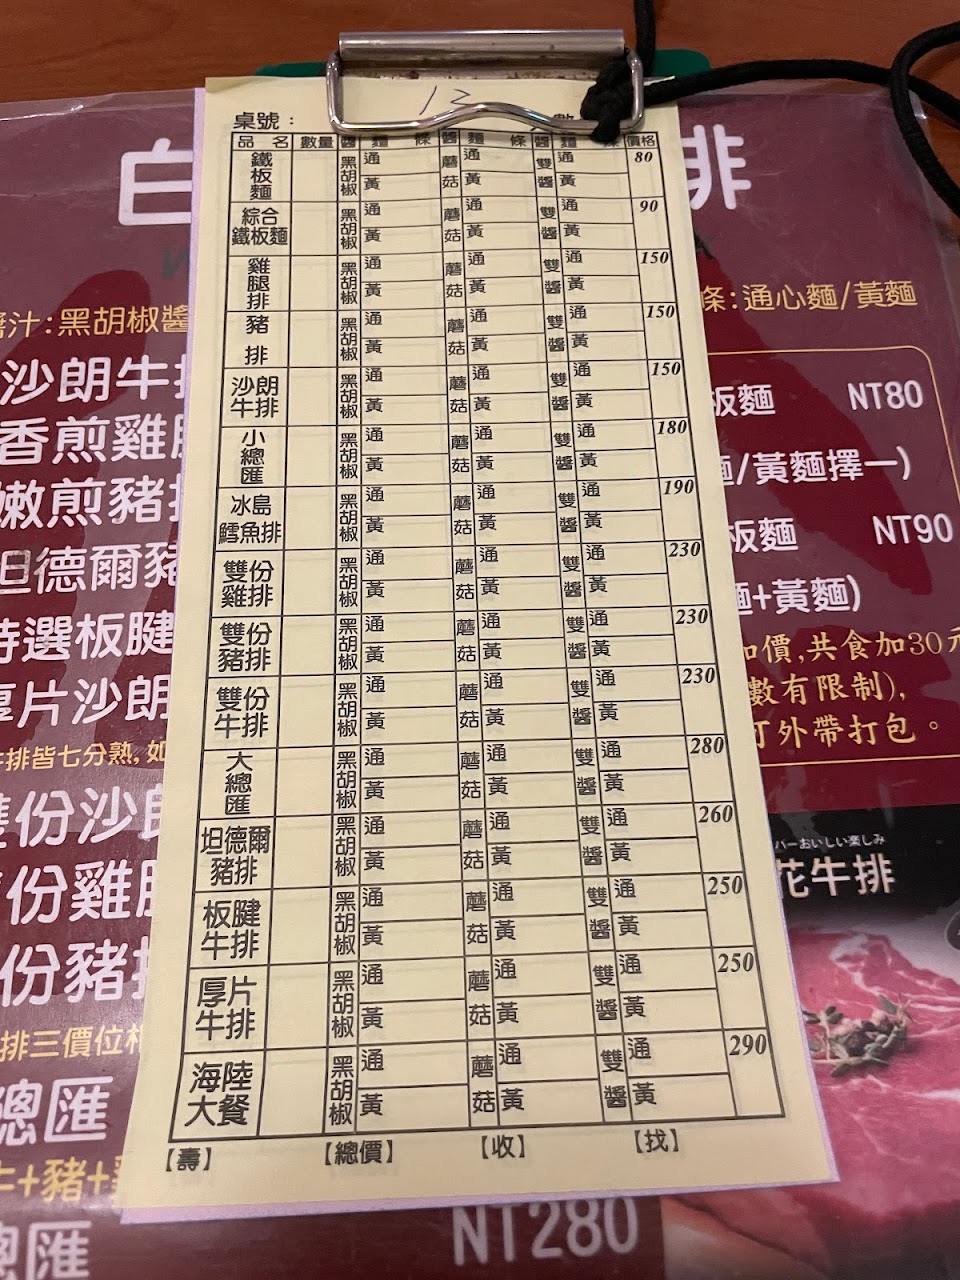 桌號： 13
品名 數量 醬 麵條 醬 麵條 醬 麵條 價格
鐵板麵 黑胡椒 通 黃 蘑菇 通 黃 雙醬 通 黃 80
綜合鐵板麵 黑胡椒 通 黃 蘑菇 通 黃 雙醬 通 黃 90
雞腿排 黑胡椒 通 黃 蘑菇 通 黃 雙醬 通 黃 150
豬排 黑胡椒 通 黃 蘑菇 通 黃 雙醬 通 黃 150
沙朗牛排 黑胡椒 通 黃 蘑菇 通 黃 雙醬 通 黃 150
小總匯 黑胡椒 通 黃 蘑菇 通 黃 雙醬 通 黃 180
冰島鱈魚排 黑胡椒 通 黃 蘑菇 通 黃 雙醬 通 黃 190
雙份雞排 黑胡椒 通 黃 蘑菇 通 黃 雙醬 通 黃 230
雙份豬排 黑胡椒 通 黃 蘑菇 通 黃 雙醬 通 黃 230
雙份牛排 黑胡椒 通 黃 蘑菇 通 黃 雙醬 通 黃 230
大總匯 黑胡椒 通 黃 蘑菇 通 黃 雙醬 通 黃 280
坦德爾豬排 黑胡椒 通 黃 蘑菇 通 黃 雙醬 通 黃 260
板腱牛排 黑胡椒 通 黃 蘑菇 通 黃 雙醬 通 黃 250
厚片牛排 黑胡椒 通 黃 蘑菇 通 黃 雙醬 通 黃 250
海陸大餐 黑胡椒 通 黃 蘑菇 通 黃 雙醬 通 黃 290
【壽】 【總價】 【收】 【找】
白 排
醬汁:黑胡椒醬
沙朗牛排
香煎雞腿
嫩煎豬排
坦德爾豬
特選板腱
厚片沙朗
牛排皆七分熟, 如
雙份沙朗
份雞腿
份豬排
排三價位相
總匯
牛+豬+雞
總匯
NT280
條:通心麵/黃麵
板麵 NT80
麵/黃麵擇一)
板麵 NT90
麵+黃麵)
加價,共食加30元
數有限制),
打外帶打包。
バーおいしい楽しみ
花牛排